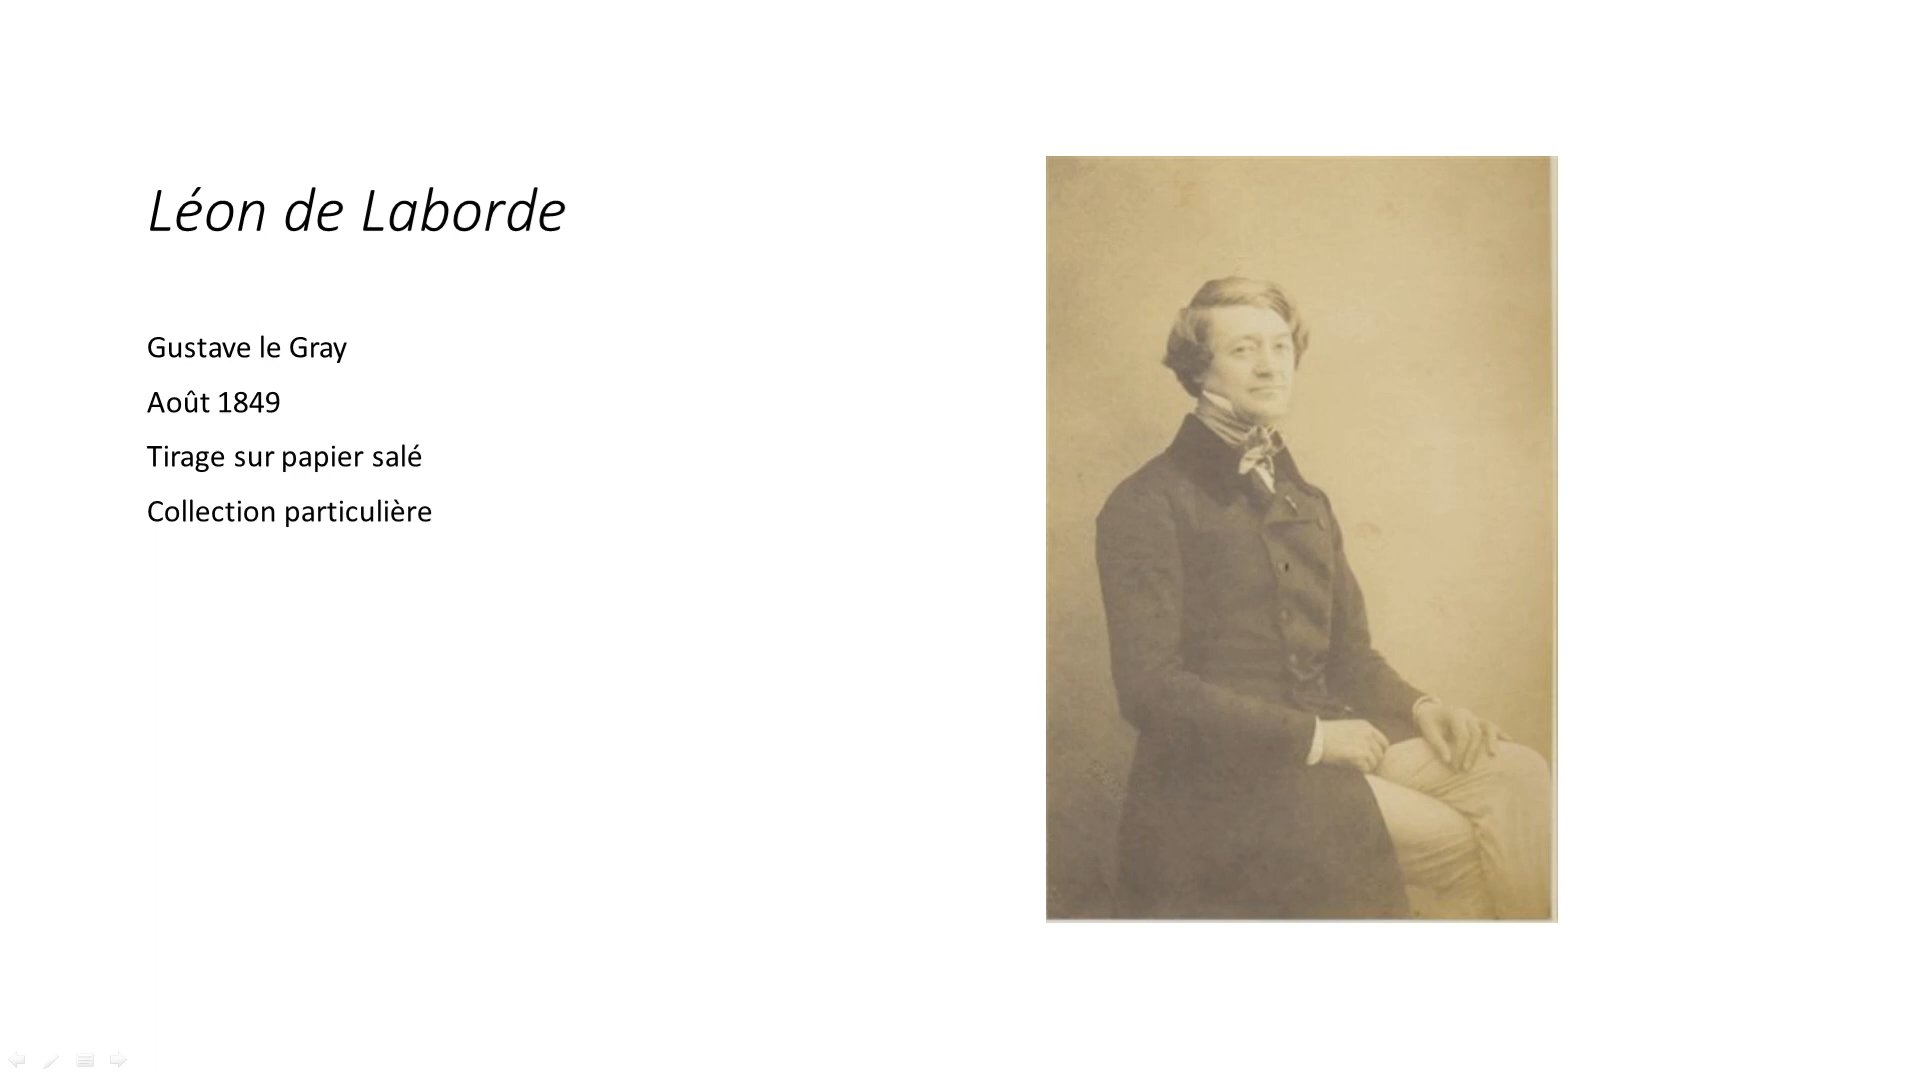 Léon de Laborde
Gustave le Gray
Août 1849
Tirage sur papier salé
Collection particulière